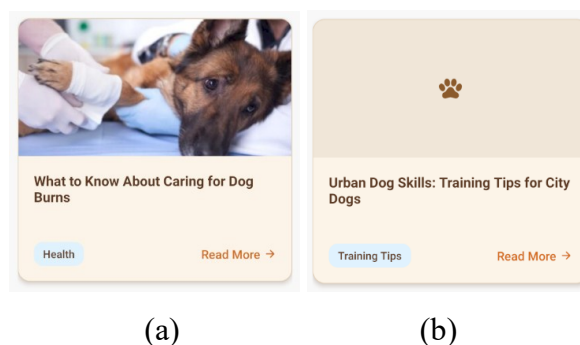 What to Know About Caring for Dog
Burns
Health
Read More →
Urban Dog Skills: Training Tips for City
Dogs
Training Tips
Read More →
(a)
(b)